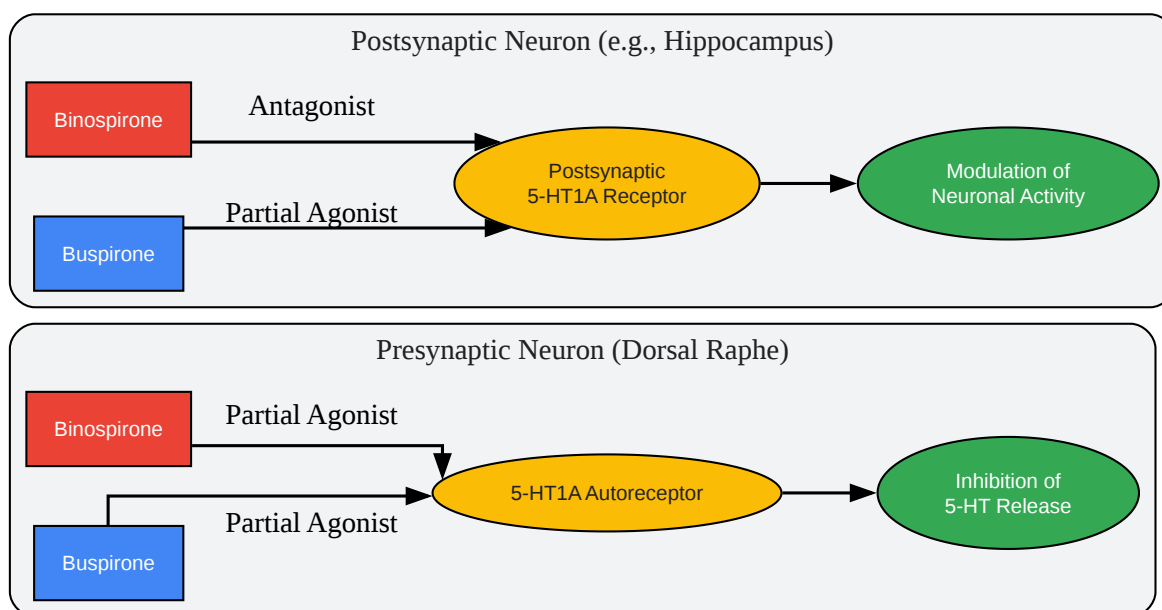 Postsynaptic Neuron (e.g., Hippocampus)
Binospirone
Antagonist
Postsynaptic
5-HT1A Receptor
Modulation of
Neuronal Activity
Partial Agonist
Buspirone
Presynaptic Neuron (Dorsal Raphe)
Binospirone
Partial Agonist
5-HT1A Autoreceptor
Inhibition of
5-HT Release
Partial Agonist
Buspirone